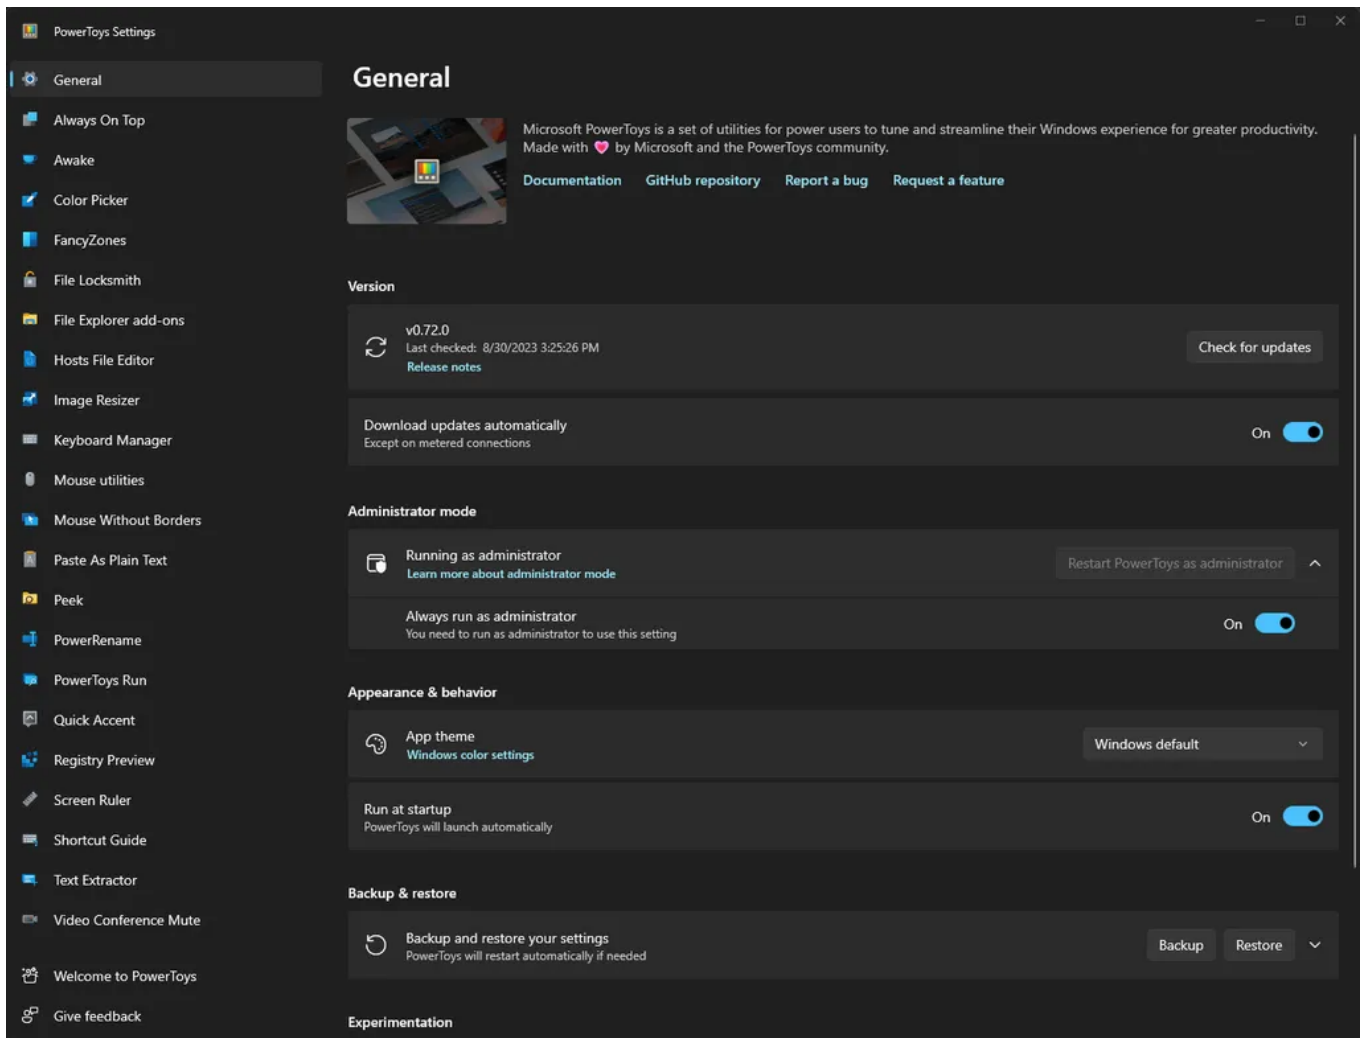 PowerToys Settings
General
Always On Top
Awake
Color Picker
FancyZones
File Locksmith
File Explorer add-ons
Hosts File Editor
Image Resizer
Keyboard Manager
Mouse utilities
Mouse Without Borders
Paste As Plain Text
Peek
PowerRename
PowerToys Run
Quick Accent
Registry Preview
Screen Ruler
Shortcut Guide
Text Extractor
Video Conference Mute
Welcome to PowerToys
Give feedback
General
Microsoft PowerToys is a set of utilities for power users to tune and streamline their Windows experience for greater productivity.
Made with 💗 by Microsoft and the PowerToys community.
Documentation GitHub repository Report a bug Request a feature
Version
v0.72.0
Last checked: 8/30/2023 3:25:26 PM
Release notes
Check for updates
Download updates automatically
Except on metered connections
On
Administrator mode
Running as administrator
Learn more about administrator mode
Restart PowerToys as administrator
Always run as administrator
You need to run as administrator to use this setting
On
Appearance & behavior
App theme
Windows color settings
Windows default
Run at startup
PowerToys will launch automatically
On
Backup & restore
Backup and restore your settings
PowerToys will restart automatically if needed
Backup Restore
Experimentation